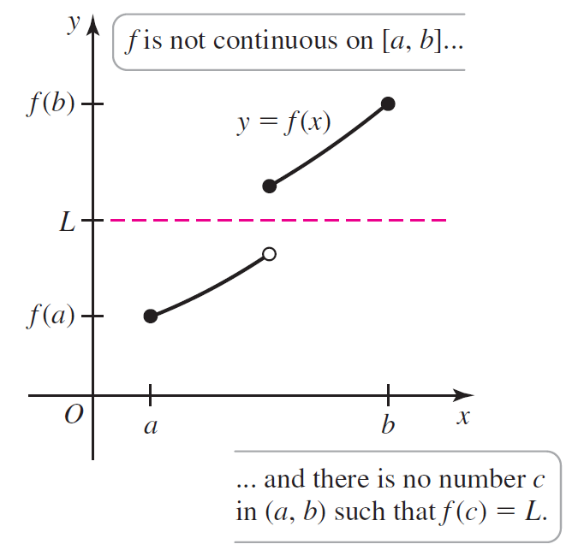 y
f is not continuous on [a, b]...
f(b)
y = f(x)
L
f(a)
O
a
b
x
... and there is no number c
in (a, b) such that f(c) = L.